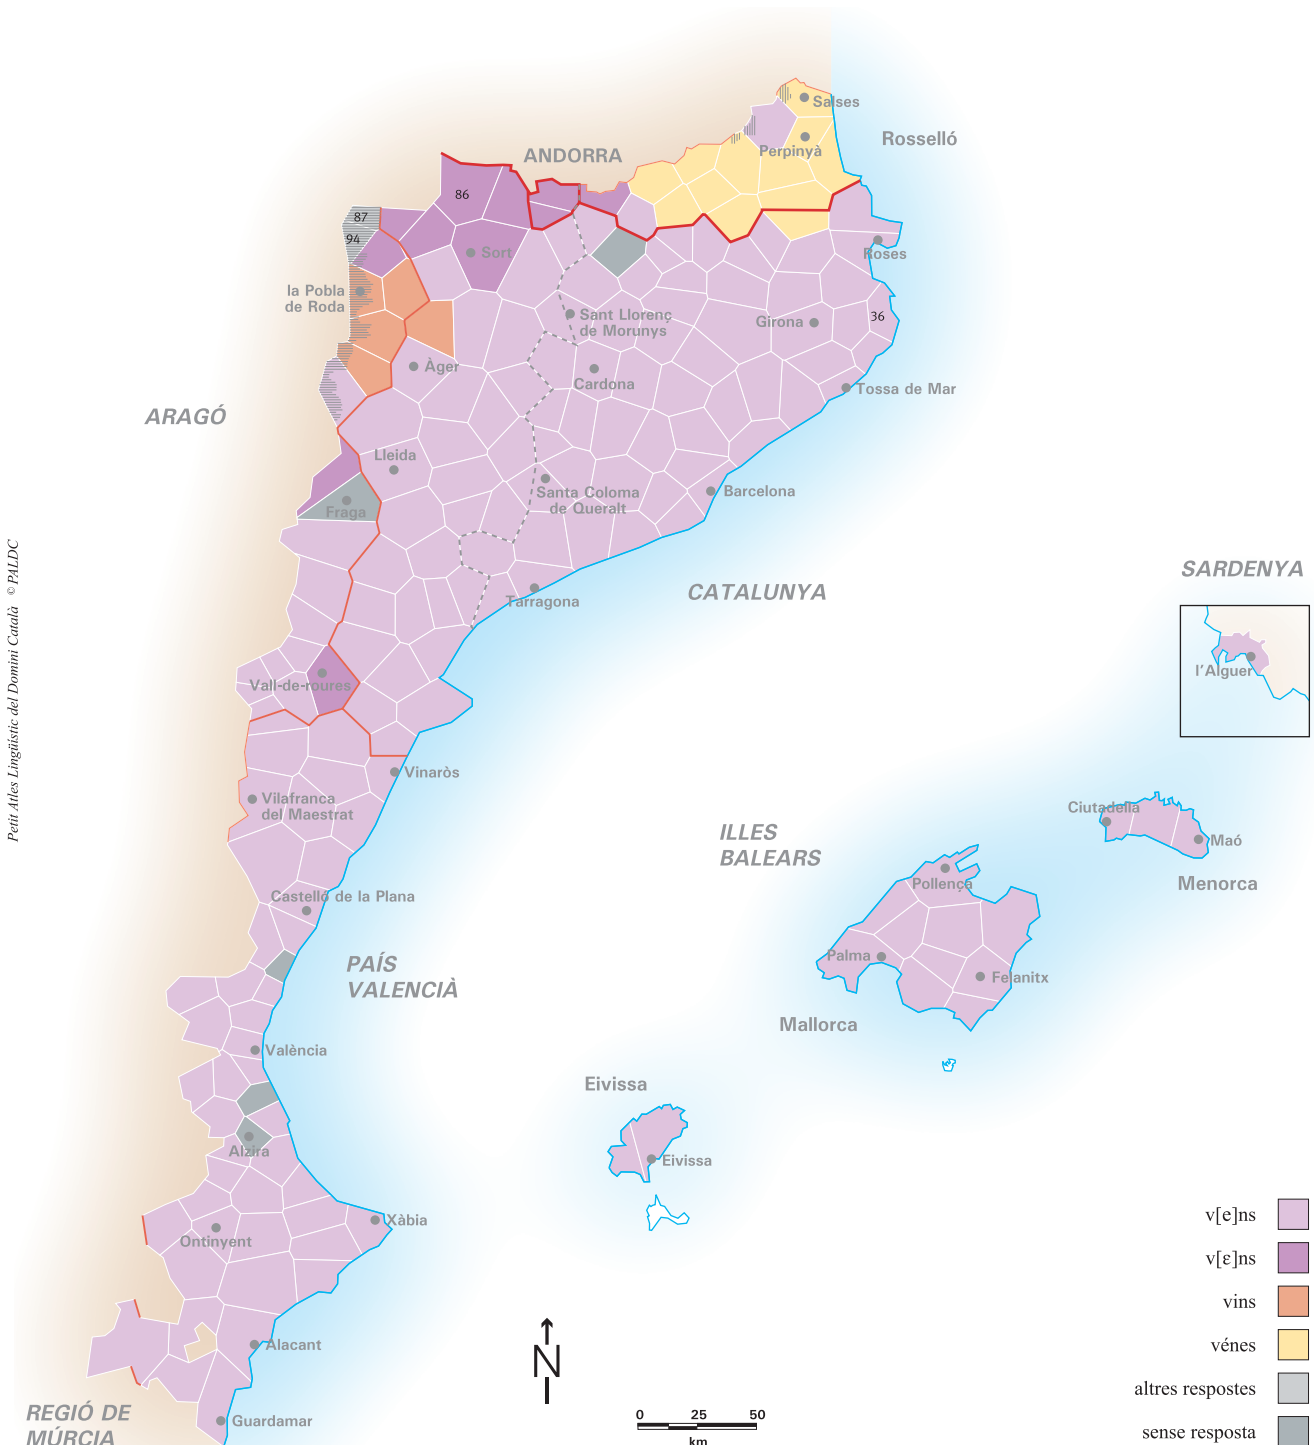 Salses
Rosselló
Perpinyà
ANDORRA
86
87
94
Sort
Roses
la Pobla
de Roda
Sant Llorenç
de Morunys
Girona
36
Àger
Cardona
Tossa de Mar
ARAGÓ
Lleida
Santa Coloma
de Queralt
Barcelona
Fraga
Petit Atles Lingüístic del Domini Català © PALDC
SARDENYA
CATALUNYA
Tarragona
l'Alguer
Vall-de-roures
Vinaròs
Vilafranca
del Maestrat
ILLES
BALEARS
Ciutadella
Maó
Menorca
Pollença
Castelló de la Plana
PAÍS
VALENCIÀ
Palma
Felanitx
Mallorca
València
Eivissa
Alzira
Eivissa
Xàbia
Ontinyent
v[e]ns
v[ɛ]ns
vins
vénes
altres respostes
sense resposta
Alacant
N
REGIÓ DE
MÚRCIA
Guardamar
0 25 50
km